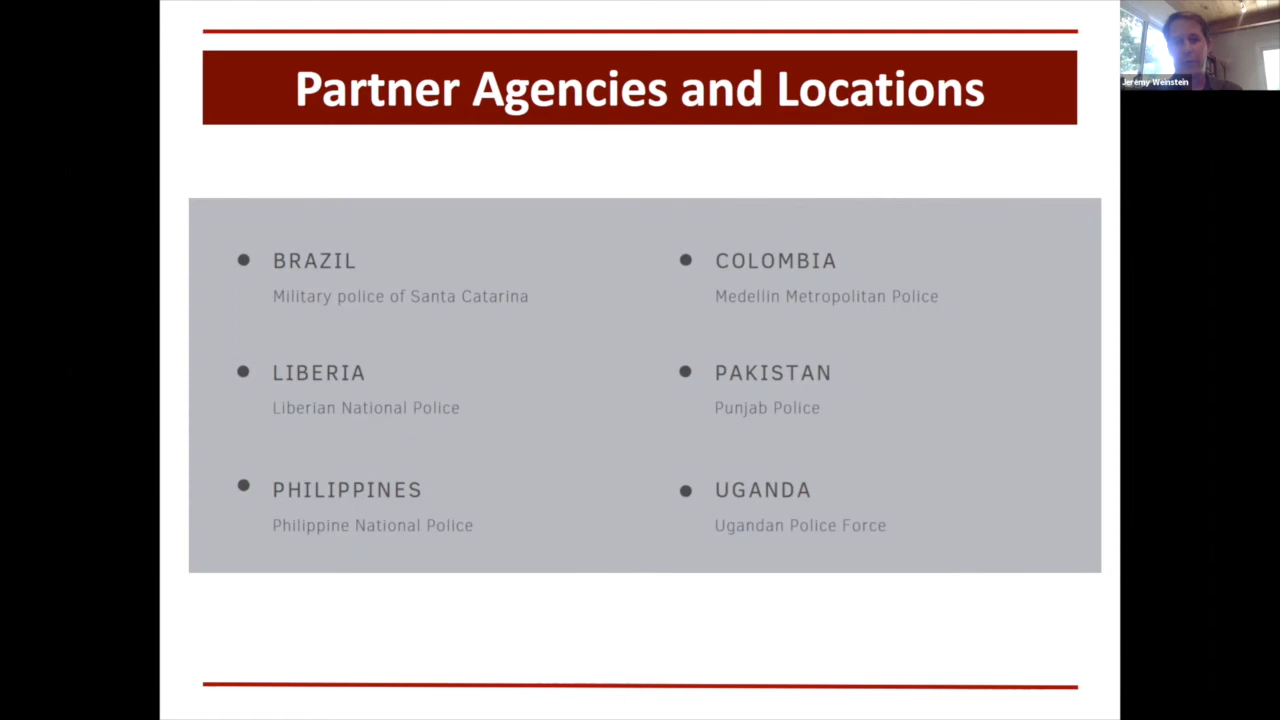 Partner Agencies and Locations
Jeremy Weinstein
BRAZIL
Military police of Santa Catarina
COLOMBIA
Medellin Metropolitan Police
LIBERIA
Liberian National Police
PAKISTAN
Punjab Police
PHILIPPINES
Philippine National Police
UGANDA
Ugandan Police Force